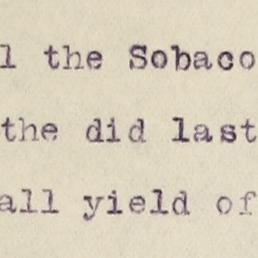 l the Sobaco
the did last
all yield of